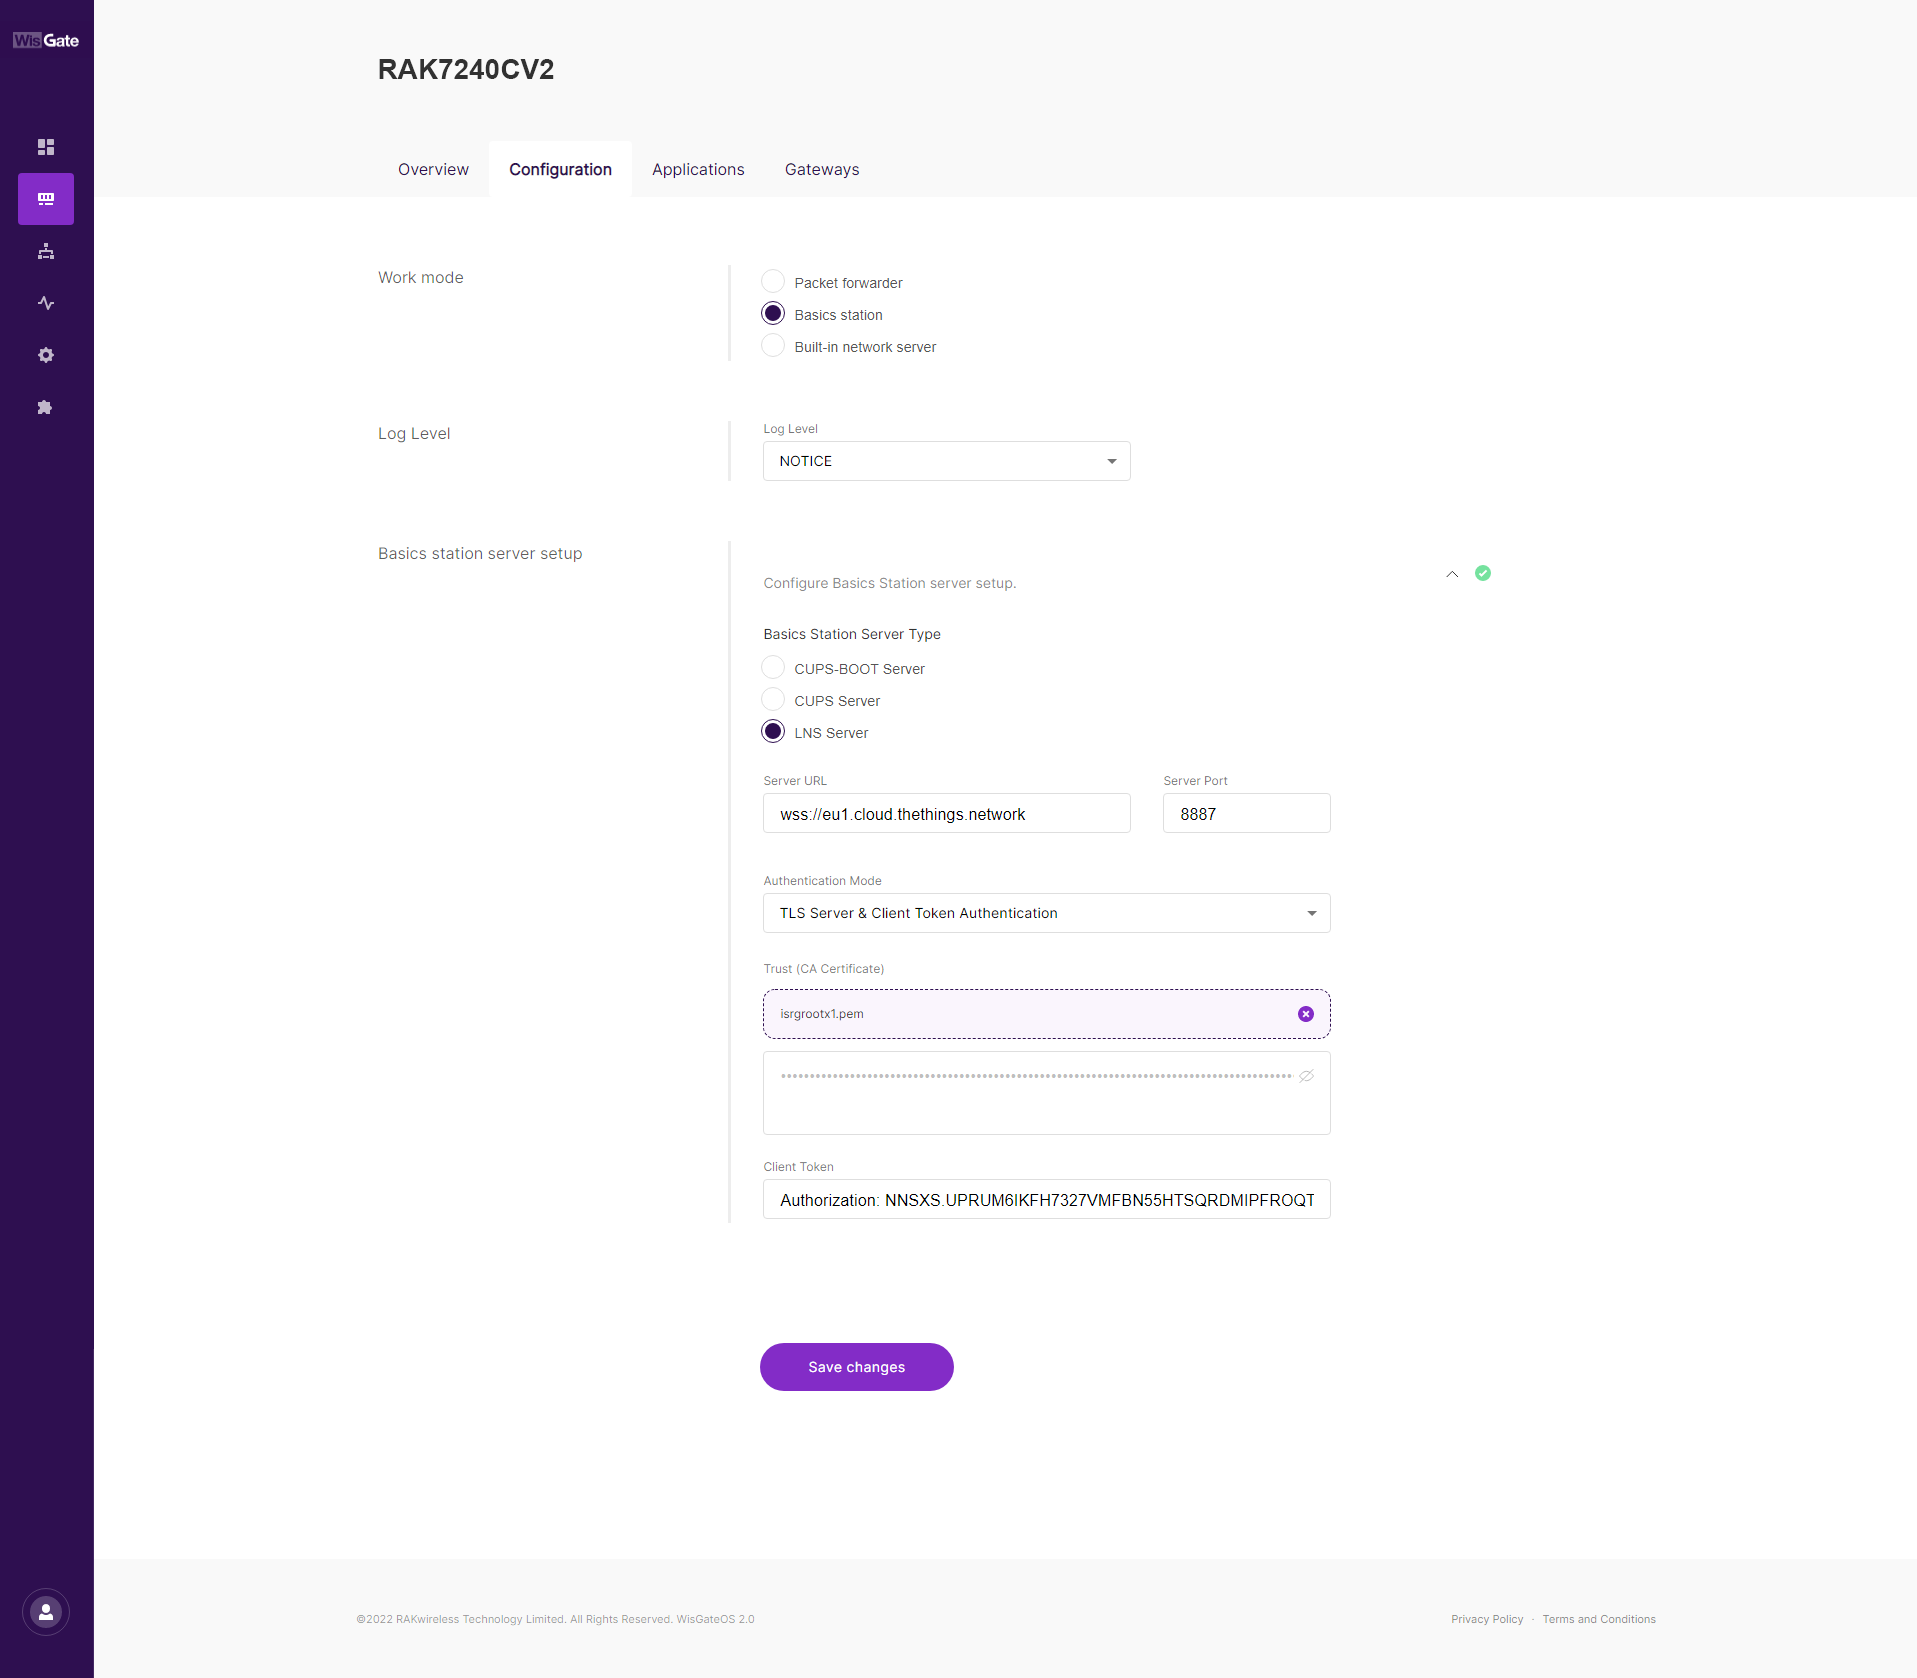 WisGate
RAK7240CV2
Overview
Configuration
Applications
Gateways
Work mode
Packet forwarder
Basics station
Built-in network server
Log Level
Log Level
NOTICE
Basics station server setup
Configure Basics Station server setup.
Basics Station Server Type
CUPS-BOOT Server
CUPS Server
LNS Server
Server URL
Server Port
wss://eu1.cloud.thethings.network
8887
Authentication Mode
TLS Server & Client Token Authentication
Trust (CA Certificate)
isrgrootx1.pem
Client Token
Authorization: NNSXS.UPRUM6IKFH7327VMFBN55HTSQRDMIPFROQT
Save changes
©2022 RAKwireless Technology Limited. All Rights Reserved. WisGateOS 2.0
Privacy Policy · Terms and Conditions